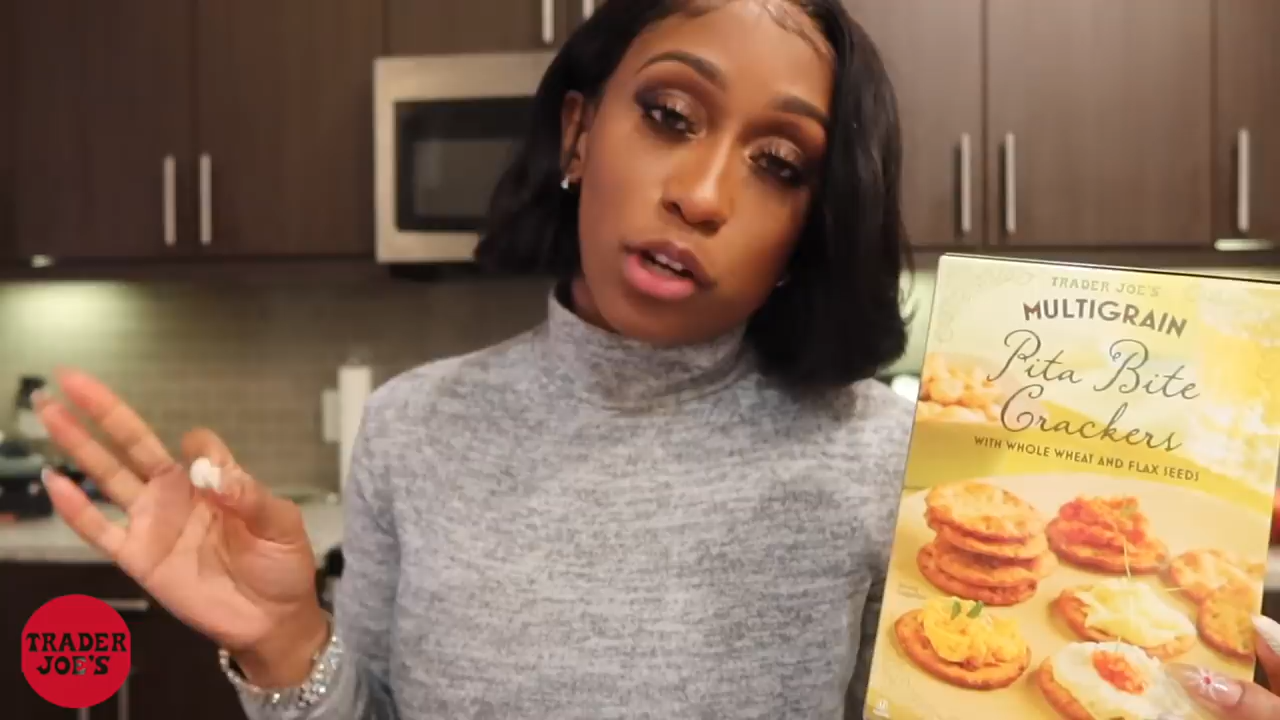 TRADER JOE'S
MULTIGRAIN
Pita Bite
Crackers
WITH WHOLE WHEAT AND FLAX SEEDS
TRADER
JOE'S